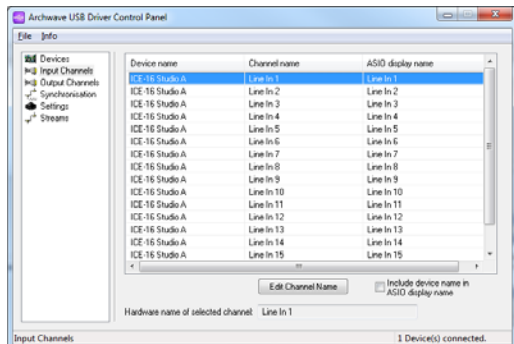 Archwave USB Driver Control Panel
File Info
Devices
Input Channels
Output Channels
Synchronisation
Settings
Streams
Device name Channel name ASIO display name
ICE-16 Studio A Line In 1 Line In 1
ICE-16 Studio A Line In 2 Line In 2
ICE-16 Studio A Line In 3 Line In 3
ICE-16 Studio A Line In 4 Line In 4
ICE-16 Studio A Line In 5 Line In 5
ICE-16 Studio A Line In 6 Line In 6
ICE-16 Studio A Line In 7 Line In 7
ICE-16 Studio A Line In 8 Line In 8
ICE-16 Studio A Line In 9 Line In 9
ICE-16 Studio A Line In 10 Line In 10
ICE-16 Studio A Line In 11 Line In 11
ICE-16 Studio A Line In 12 Line In 12
ICE-16 Studio A Line In 13 Line In 13
ICE-16 Studio A Line In 14 Line In 14
ICE-16 Studio A Line In 15 Line In 15
Edit Channel Name
Include device name in
ASIO display name
Hardware name of selected channel: Line In 1
Input Channels 1 Device(s) connected.